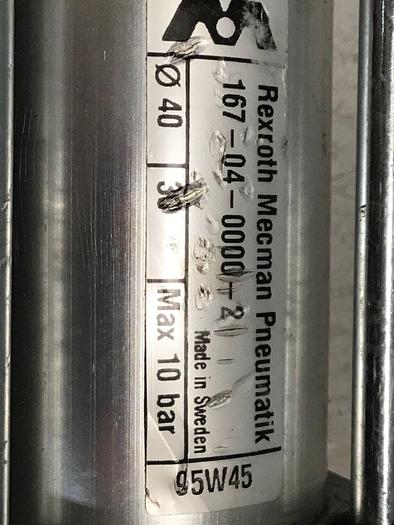 Rexroth Mecman Pneumatik
167-04-0000-2
Made in Sweden
Ø 40
Max 10 bar
95W45